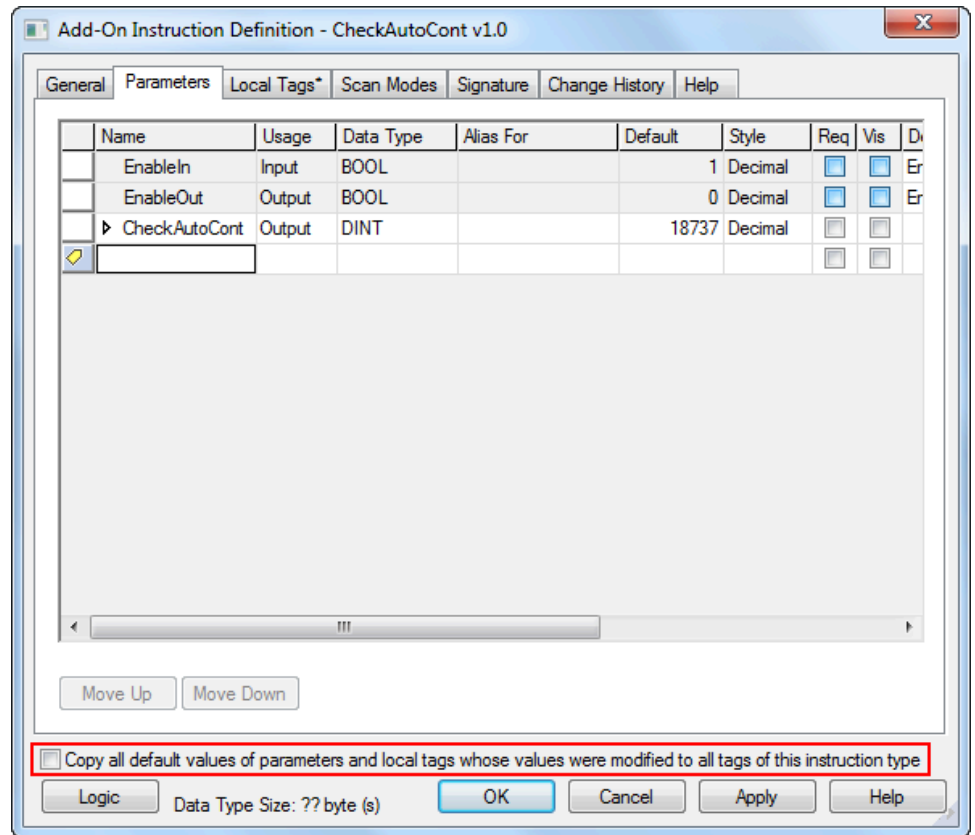 Add-On Instruction Definition - CheckAutoCont v1.0
General Parameters Local Tags* Scan Modes Signature Change History Help
Name Usage Data Type Alias For Default Style Req Vis
EnableIn Input BOOL 1 Decimal Er
EnableOut Output BOOL 0 Decimal Er
CheckAutoCont Output DINT 18737 Decimal
Move Up Move Down
Copy all default values of parameters and local tags whose values were modified to all tags of this instruction type
Logic Data Type Size: ?? byte (s) OK Cancel Apply Help